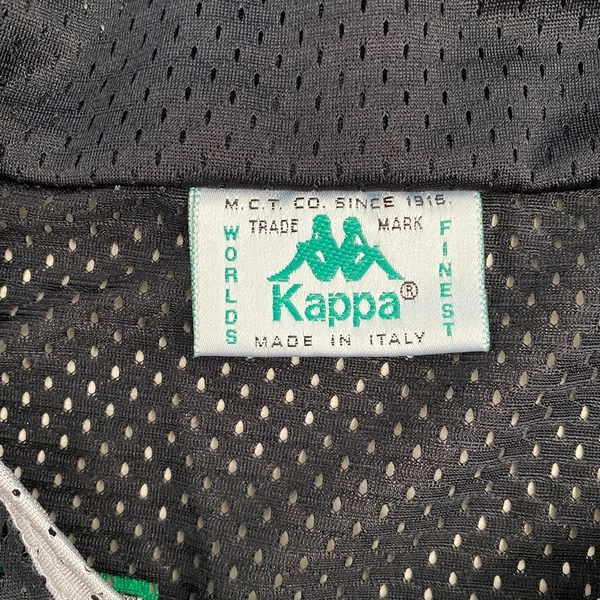 M.C.T. CO. SINCE 1916.
TRADE MARK
WORLDS
FINEST
Kappa®
MADE IN ITALY